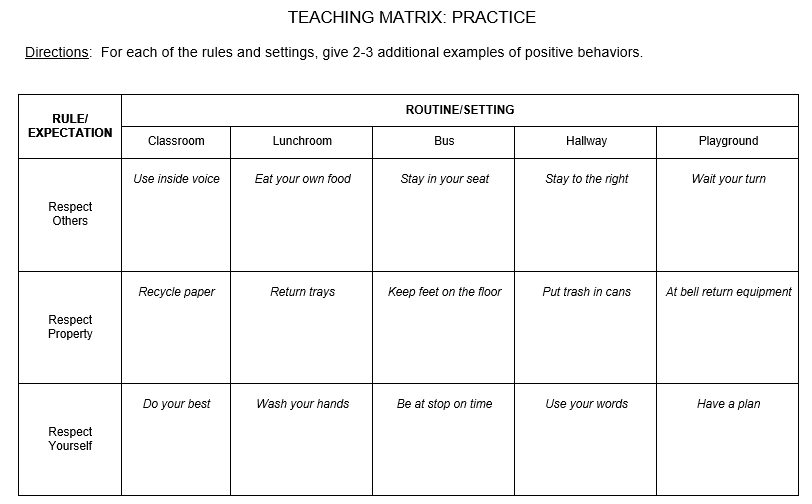 TEACHING MATRIX: PRACTICE
Directions: For each of the rules and settings, give 2-3 additional examples of positive behaviors.
RULE/
EXPECTATION
ROUTINE/SETTING
Classroom
Lunchroom
Bus
Hallway
Playground
Respect
Others
Use inside voice
Eat your own food
Stay in your seat
Stay to the right
Wait your turn
Respect
Property
Recycle paper
Return trays
Keep feet on the floor
Put trash in cans
At bell return equipment
Respect
Yourself
Do your best
Wash your hands
Be at stop on time
Use your words
Have a plan